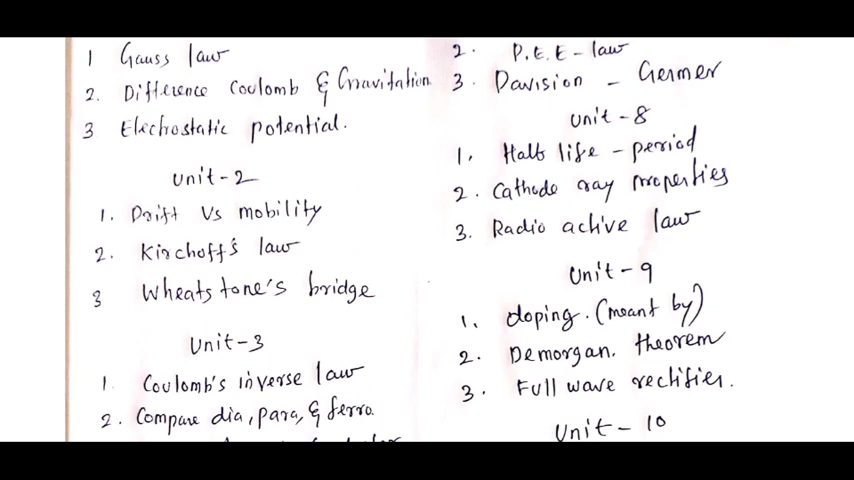 1 Gauss law
2. Difference Coulomb & Gravitation
3 Electrostatic potential.
Unit-2
1. Drift Vs mobility
2. Kirchoff's law
3 Wheatstone's bridge
Unit-3
1. Coulomb's inverse law
2. Compare dia, para, & ferro
2. P.E.E-law
3. Davision - Germer
Unit-8
1. Half life - period
2. Cathode ray properties
3. Radio active law
Unit-9
1. doping. (meant by)
2. Demorgan. theorem
3. Full wave rectifier.
Unit-10